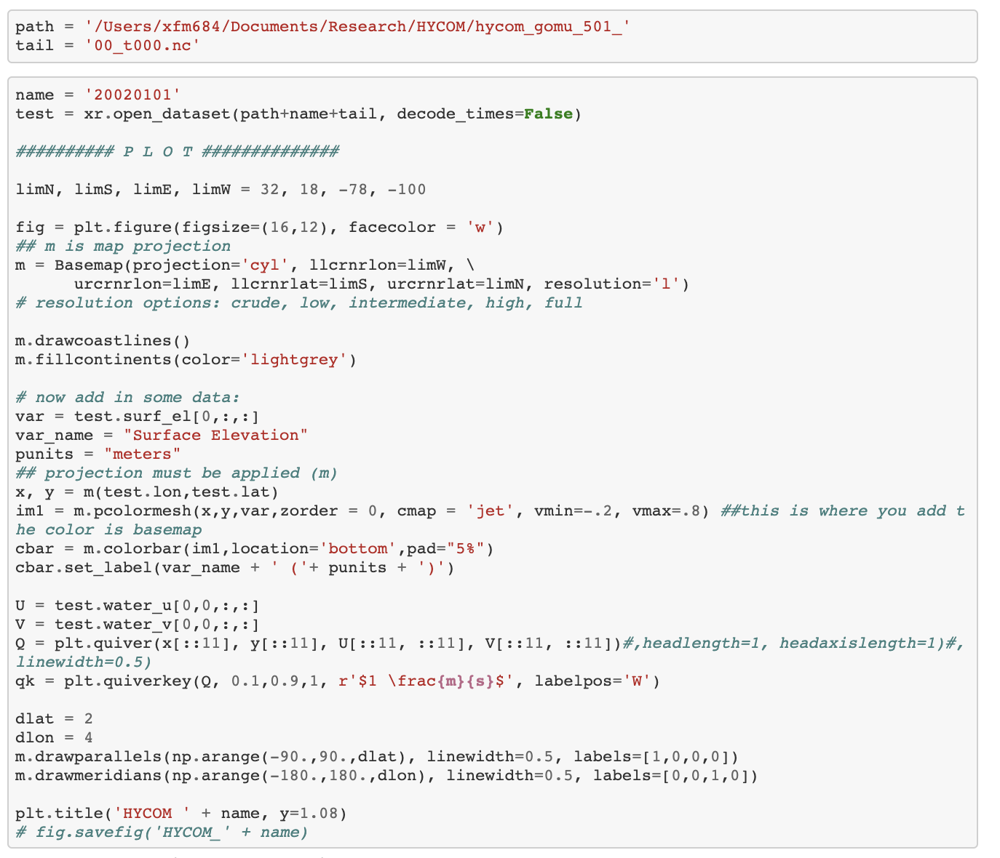 path = '/Users/xfm684/Documents/Research/HYCOM/hycom_gomu_501_'
tail = '00_t000.nc'
name = '20020101'
test = xr.open_dataset(path+name+tail, decode_times=False)
########## P L O T ##############
limN, limS, limE, limW = 32, 18, -78, -100
fig = plt.figure(figsize=(16,12), facecolor = 'w')
## m is map projection
m = Basemap(projection='cyl', llcrnrlon=limW, \
      urcrnrlon=limE, llcrnrlat=limS, urcrnrlat=limN, resolution='l')
# resolution options: crude, low, intermediate, high, full
m.drawcoastlines()
m.fillcontinents(color='lightgrey')
# now add in some data:
var = test.surf_el[0,:,:]
var_name = "Surface Elevation"
punits = "meters"
## projection must be applied (m)
x, y = m(test.lon,test.lat)
im1 = m.pcolormesh(x,y,var,zorder = 0, cmap = 'jet', vmin=-.2, vmax=.8) ##this is where you add t
he color is basemap
cbar = m.colorbar(im1,location='bottom',pad="5%")
cbar.set_label(var_name + ' ('+ punits + ')')
U = test.water_u[0,0,:,:]
V = test.water_v[0,0,:,:]
Q = plt.quiver(x[::11], y[::11], U[::11, ::11], V[::11, ::11])#,headlength=1, headaxislength=1)#,
linewidth=0.5)
qk = plt.quiverkey(Q, 0.1,0.9,1, r'$1 \frac{m}{s}$', labelpos='W')
dlat = 2
dlon = 4
m.drawparallels(np.arange(-90.,90.,dlat), linewidth=0.5, labels=[1,0,0,0])
m.drawmeridians(np.arange(-180.,180.,dlon), linewidth=0.5, labels=[0,0,1,0])
plt.title('HYCOM ' + name, y=1.08)
# fig.savefig('HYCOM_' + name)